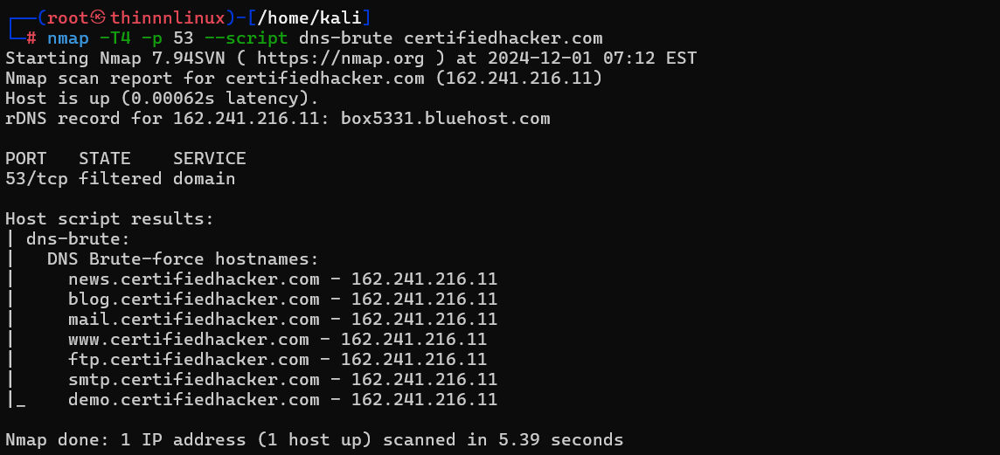 ┌──(root㉿thinnnlinux)-[/home/kali]
└─# nmap -T4 -p 53 --script dns-brute certifiedhacker.com
Starting Nmap 7.94SVN ( https://nmap.org ) at 2024-12-01 07:12 EST
Nmap scan report for certifiedhacker.com (162.241.216.11)
Host is up (0.00062s latency).
rDNS record for 162.241.216.11: box5331.bluehost.com

PORT   STATE    SERVICE
53/tcp filtered domain

Host script results:
| dns-brute:
|   DNS Brute-force hostnames:
|     news.certifiedhacker.com - 162.241.216.11
|     blog.certifiedhacker.com - 162.241.216.11
|     mail.certifiedhacker.com - 162.241.216.11
|     www.certifiedhacker.com - 162.241.216.11
|     ftp.certifiedhacker.com - 162.241.216.11
|     smtp.certifiedhacker.com - 162.241.216.11
|_    demo.certifiedhacker.com - 162.241.216.11

Nmap done: 1 IP address (1 host up) scanned in 5.39 seconds